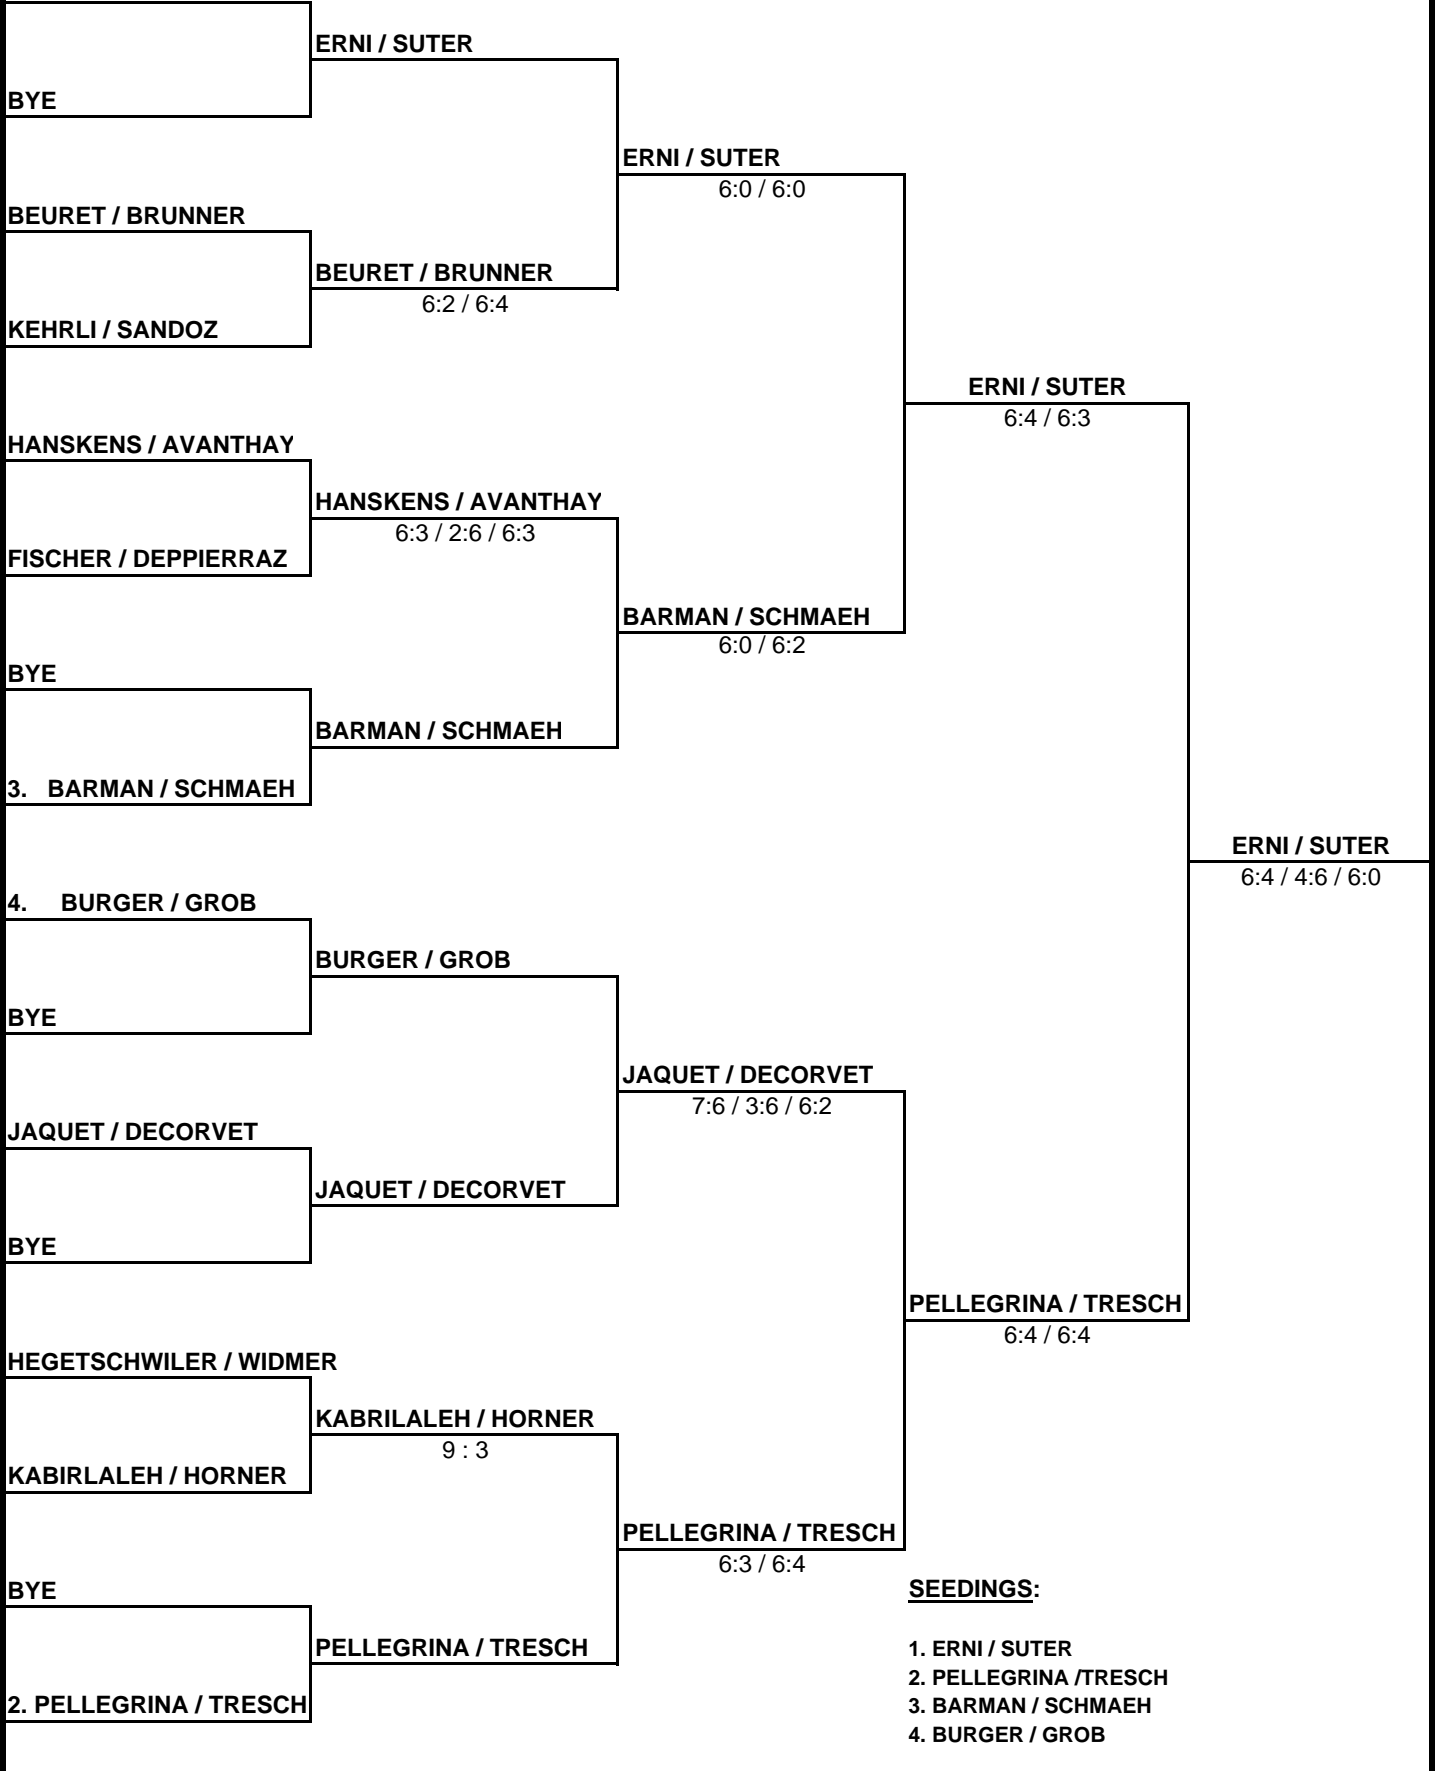 ERNI / SUTER
BYE
ERNI / SUTER
6:0 / 6:0
BEURET / BRUNNER
BEURET / BRUNNER
6:2 / 6:4
KEHRLI / SANDOZ
ERNI / SUTER
6:4 / 6:3
HANSKENS / AVANTHAY
HANSKENS / AVANTHAY
6:3 / 2:6 / 6:3
FISCHER / DEPPIERRAZ
BARMAN / SCHMAEH
6:0 / 6:2
BYE
BARMAN / SCHMAEH
3. BARMAN / SCHMAEH
ERNI / SUTER
6:4 / 4:6 / 6:0
4. BURGER / GROB
BURGER / GROB
BYE
JAQUET / DECORVET
7:6 / 3:6 / 6:2
JAQUET / DECORVET
JAQUET / DECORVET
BYE
PELLEGRINA / TRESCH
6:4 / 6:4
HEGETSCHWILER / WIDMER
KABRILALEH / HORNER
9 : 3
KABIRLALEH / HORNER
PELLEGRINA / TRESCH
6:3 / 6:4
BYE
PELLEGRINA / TRESCH
2. PELLEGRINA / TRESCH
SEEDINGS:
1. ERNI / SUTER
2. PELLEGRINA /TRESCH
3. BARMAN / SCHMAEH
4. BURGER / GROB